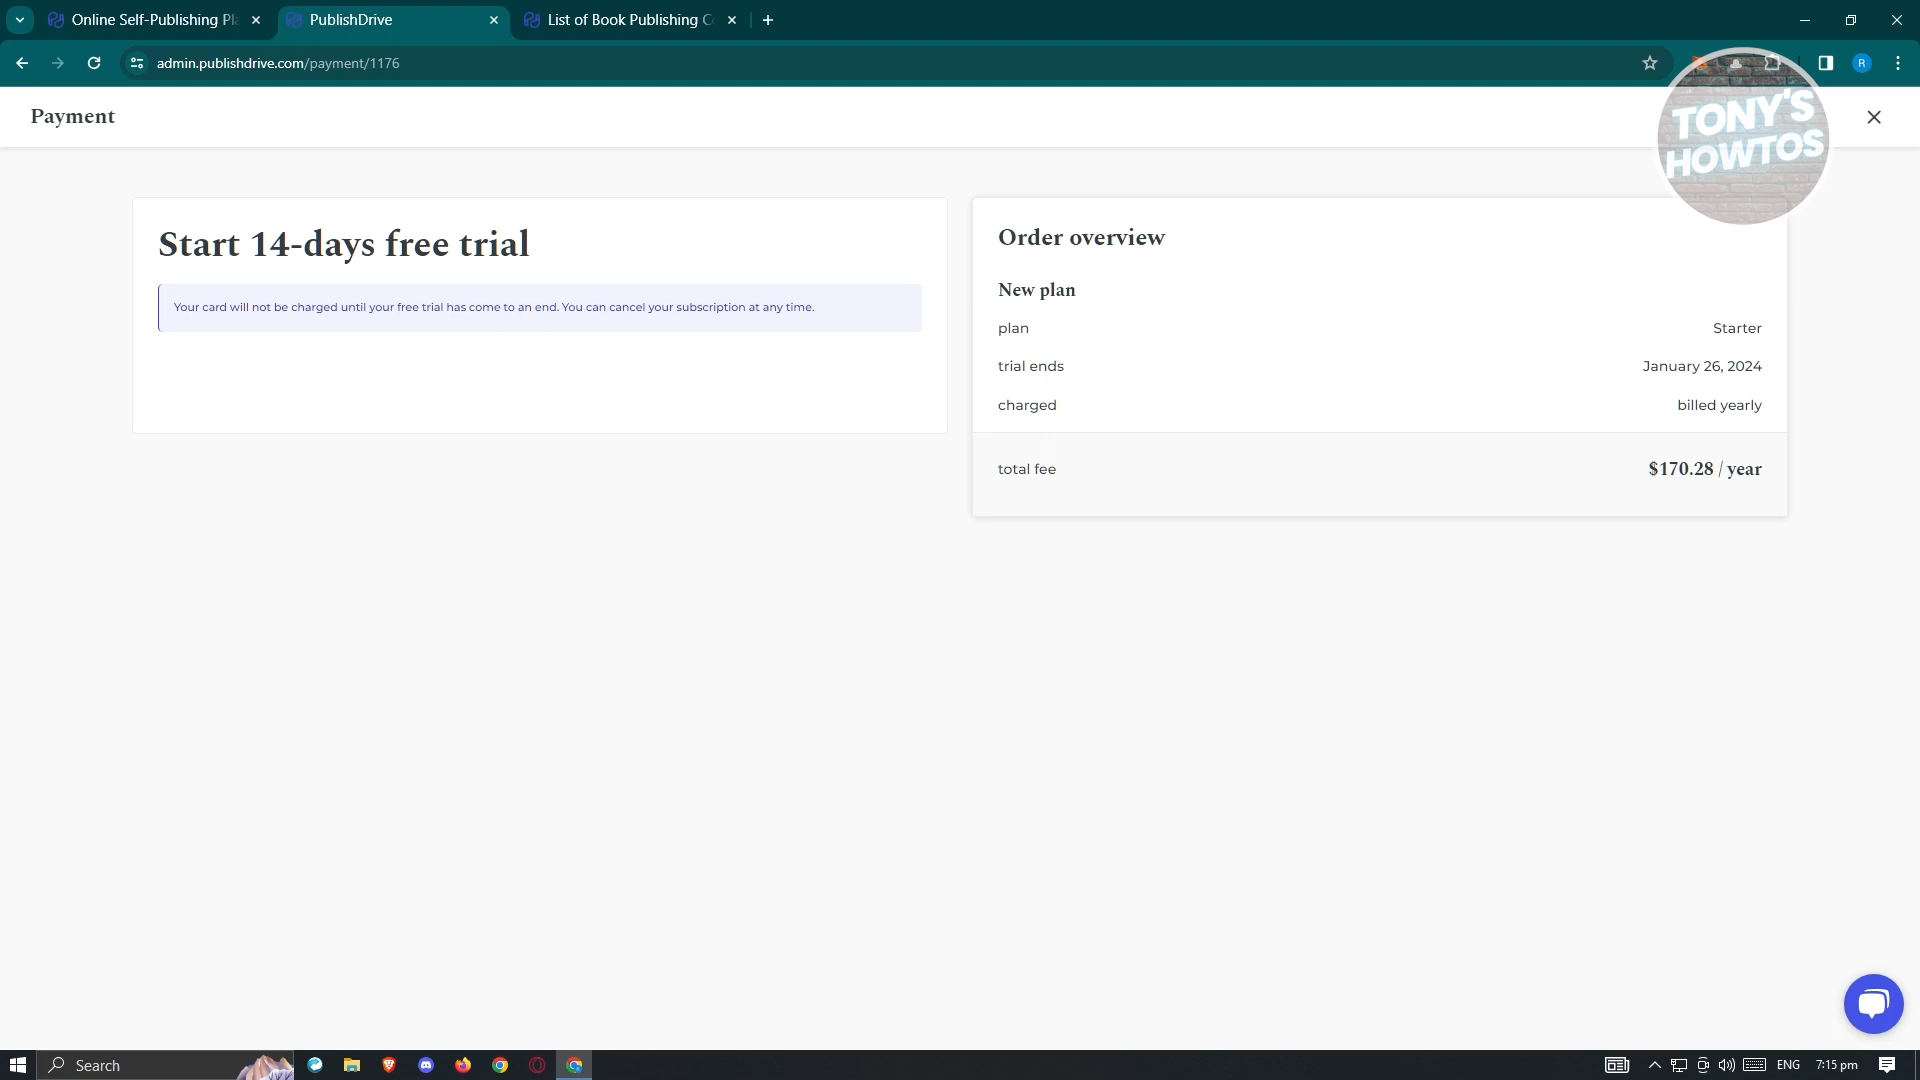 Online Self-Publishing Pla
PublishDrive
List of Book Publishing Co
admin.publishdrive.com/payment/1176
R
TONY'S
HOWTOS
Payment
Start 14-days free trial
Your card will not be charged until your free trial has come to an end. You can cancel your subscription at any time.
Order overview
New plan
plan
Starter
trial ends
January 26, 2024
charged
billed yearly
total fee
$170.28 / year
Search
ENG
7:15 pm